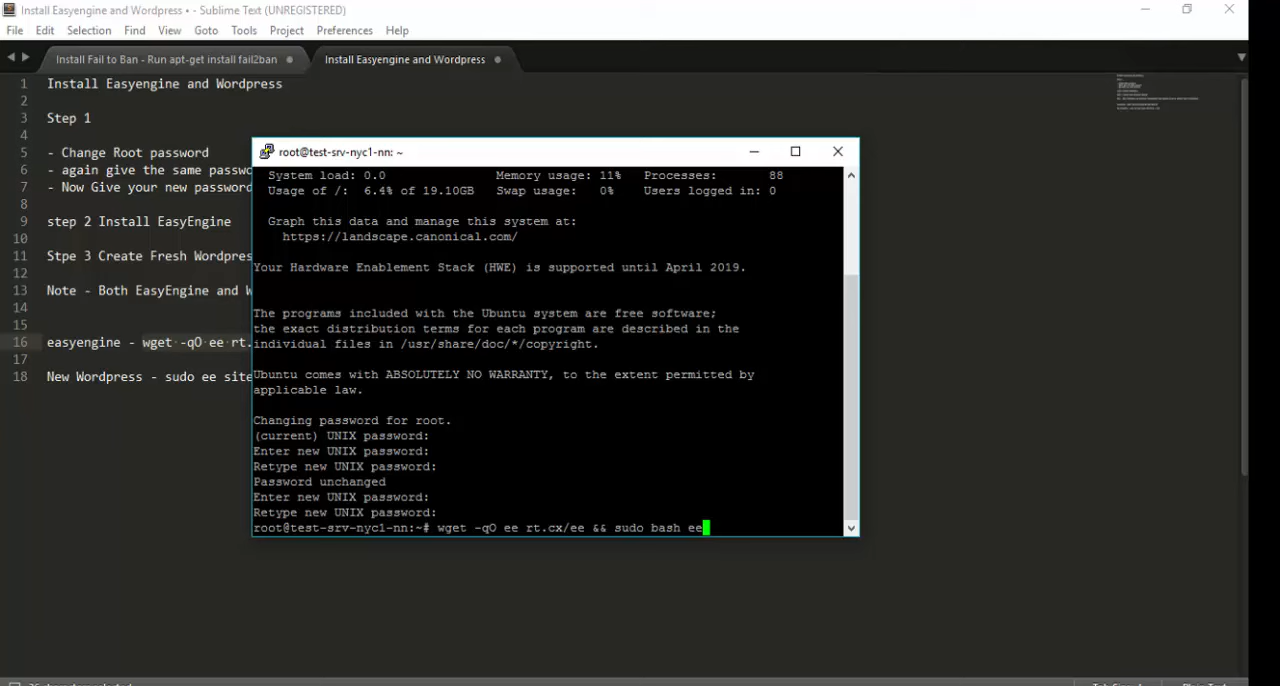 Install Easyengine and Wordpress • - Sublime Text (UNREGISTERED)
File Edit Selection Find View Goto Tools Project Preferences Help
Install Fail to Ban - Run apt-get install fail2ban
Install Easyengine and Wordpress
1 Install Easyengine and Wordpress
2
3 Step 1
4
5 - Change Root password
6 - again give the same passwo
7 - Now Give your new password
8
9 step 2 Install EasyEngine
10
11 Stpe 3 Create Fresh Wordpres
12
13 Note - Both EasyEngine and W
14
15
16 easyengine - wget -qO ee rt.
17
18 New Wordpress - sudo ee site
root@test-srv-nyc1-nn: ~
System load: 0.0 Memory usage: 11% Processes: 88
Usage of /: 6.4% of 19.10GB Swap usage: 0% Users logged in: 0
Graph this data and manage this system at:
https://landscape.canonical.com/
Your Hardware Enablement Stack (HWE) is supported until April 2019.
The programs included with the Ubuntu system are free software;
the exact distribution terms for each program are described in the
individual files in /usr/share/doc/*/copyright.
Ubuntu comes with ABSOLUTELY NO WARRANTY, to the extent permitted by
applicable law.
Changing password for root.
(current) UNIX password:
Enter new UNIX password:
Retype new UNIX password:
Password unchanged
Enter new UNIX password:
Retype new UNIX password:
root@test-srv-nyc1-nn:~# wget -qO ee rt.cx/ee && sudo bash ee